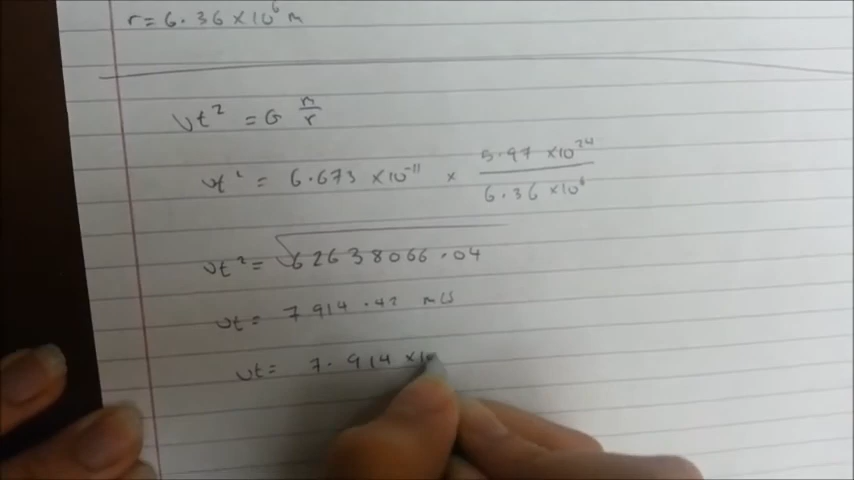 r = 6.36 ×10⁶ m
vt² = G m/r
vt² = 6.673 ×10⁻¹¹ × 5.97 ×10²⁴ / 6.36 ×10⁶
vt² = √62638066.04
vt = 7914.42 m/s
vt = 7.914 ×10